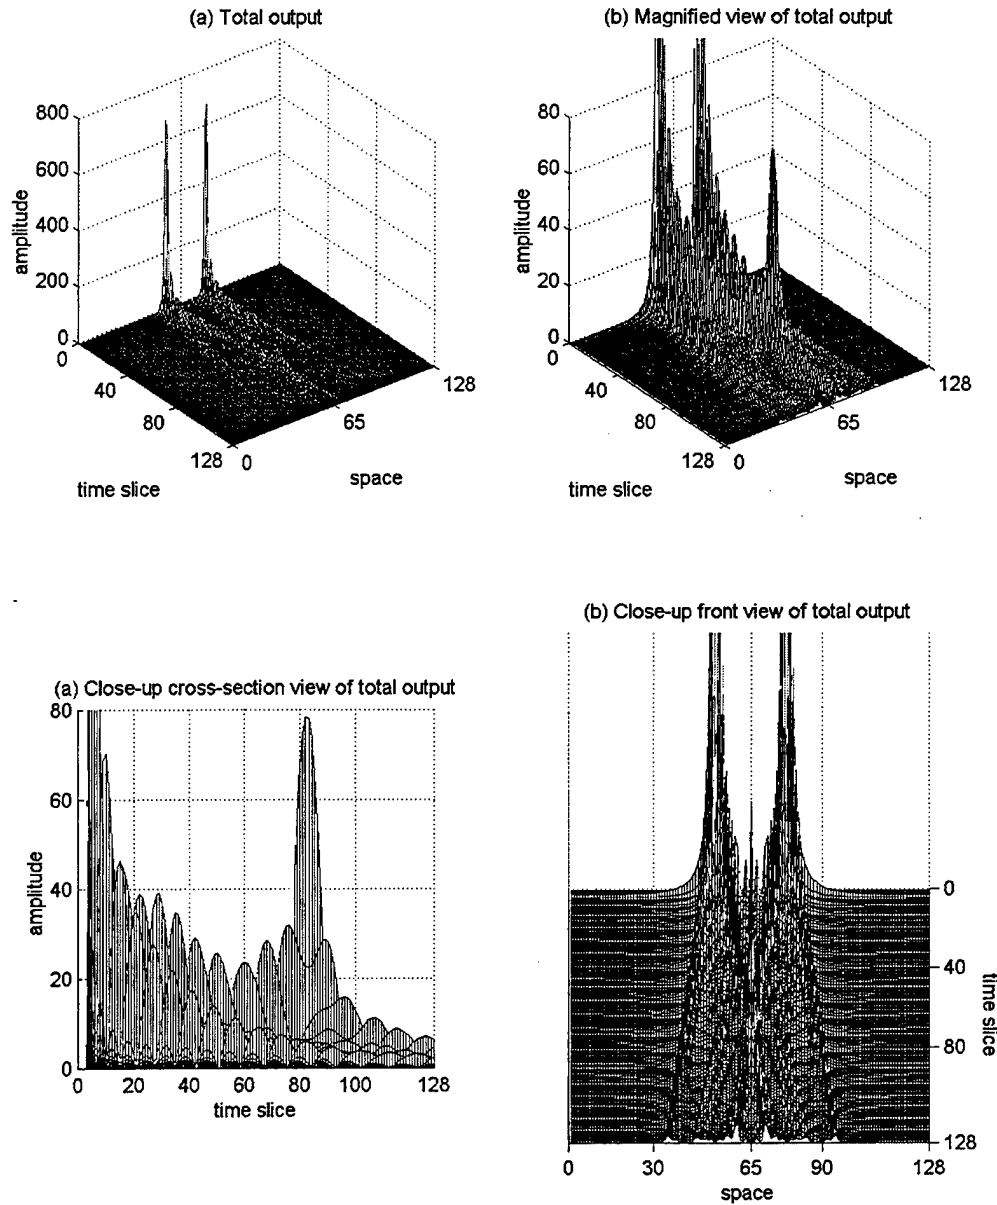 (a) Total output
800
600
400
200
0
amplitude
0
40
80
128
time slice
0
65
128
space
(b) Magnified view of total output
80
60
40
20
0
amplitude
0
40
80
128
time slice
0
65
128
space
(a) Close-up cross-section view of total output
80
60
40
20
0
amplitude
0 20 40 60 80 100 128
time slice
(b) Close-up front view of total output
0
40
80
128
time slice
0 30 65 90 128
space